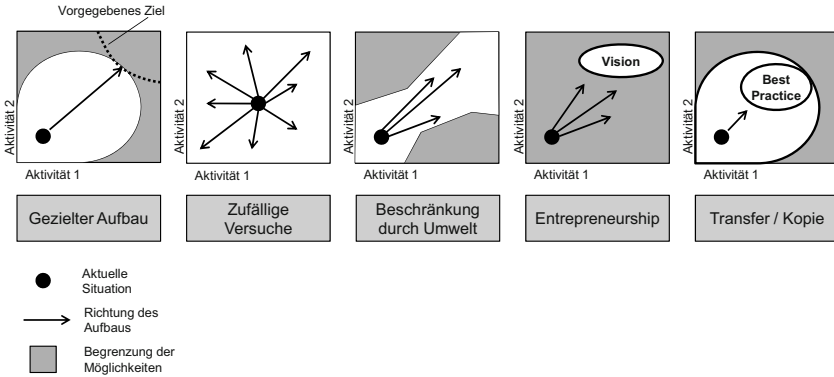 Vorgegebenes Ziel
Aktivität 2
Aktivität 1
Gezielter Aufbau
Aktivität 2
Aktivität 1
Zufällige
Versuche
Aktivität 2
Aktivität 1
Beschränkung
durch Umwelt
Vision
Aktivität 2
Aktivität 1
Entrepreneurship
Best
Practice
Aktivität 2
Aktivität 1
Transfer / Kopie
Aktuelle
Situation
Richtung des
Aufbaus
Begrenzung der
Möglichkeiten